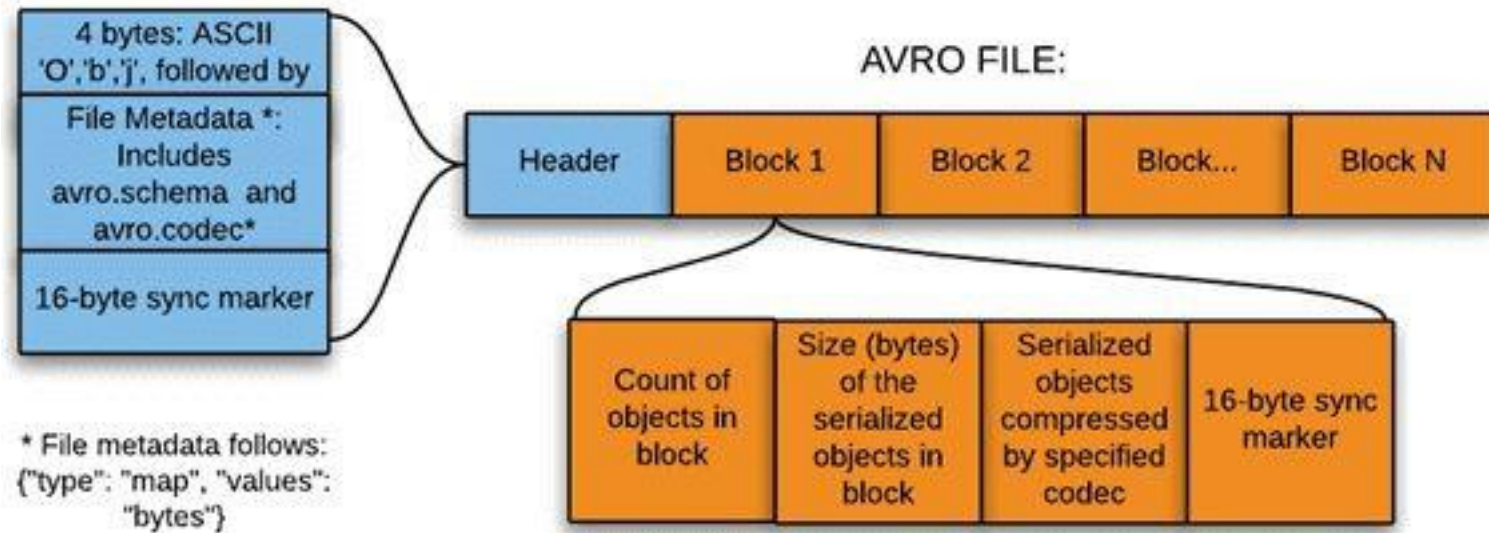 4 bytes: ASCII
'O','b','j', followed by
File Metadata *:
Includes
avro.schema and
avro.codec*
16-byte sync marker
* File metadata follows:
{"type": "map", "values":
"bytes"}
AVRO FILE:
Header
Block 1
Block 2
Block...
Block N
Count of
objects in
block
Size (bytes)
of the
serialized
objects in
block
Serialized
objects
compressed
by specified
codec
16-byte sync
marker